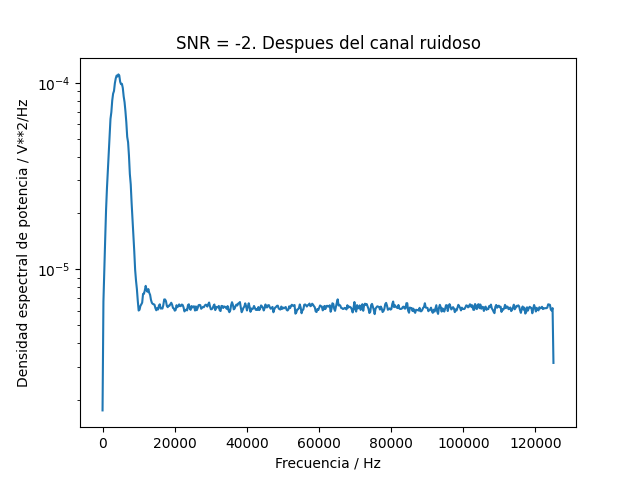 SNR = -2. Despues del canal ruidoso
Densidad espectral de potencia / V**2/Hz
10⁻⁴
10⁻⁵
0 20000 40000 60000 80000 100000 120000
Frecuencia / Hz